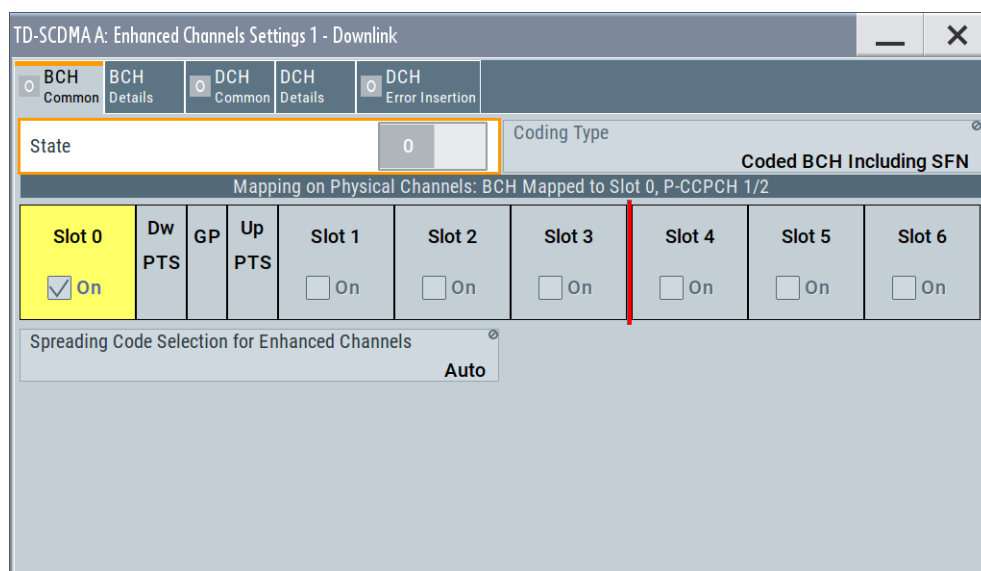 TD-SCDMA A: Enhanced Channels Settings 1 - Downlink
O BCH Common BCH Details O DCH Common DCH Details O DCH Error Insertion
State 0 Coding Type
Coded BCH Including SFN
Mapping on Physical Channels: BCH Mapped to Slot 0, P-CCPCH 1/2
Slot 0 Dw PTS GP Up PTS Slot 1 Slot 2 Slot 3 Slot 4 Slot 5 Slot 6
On On On On On On On
Spreading Code Selection for Enhanced Channels
Auto